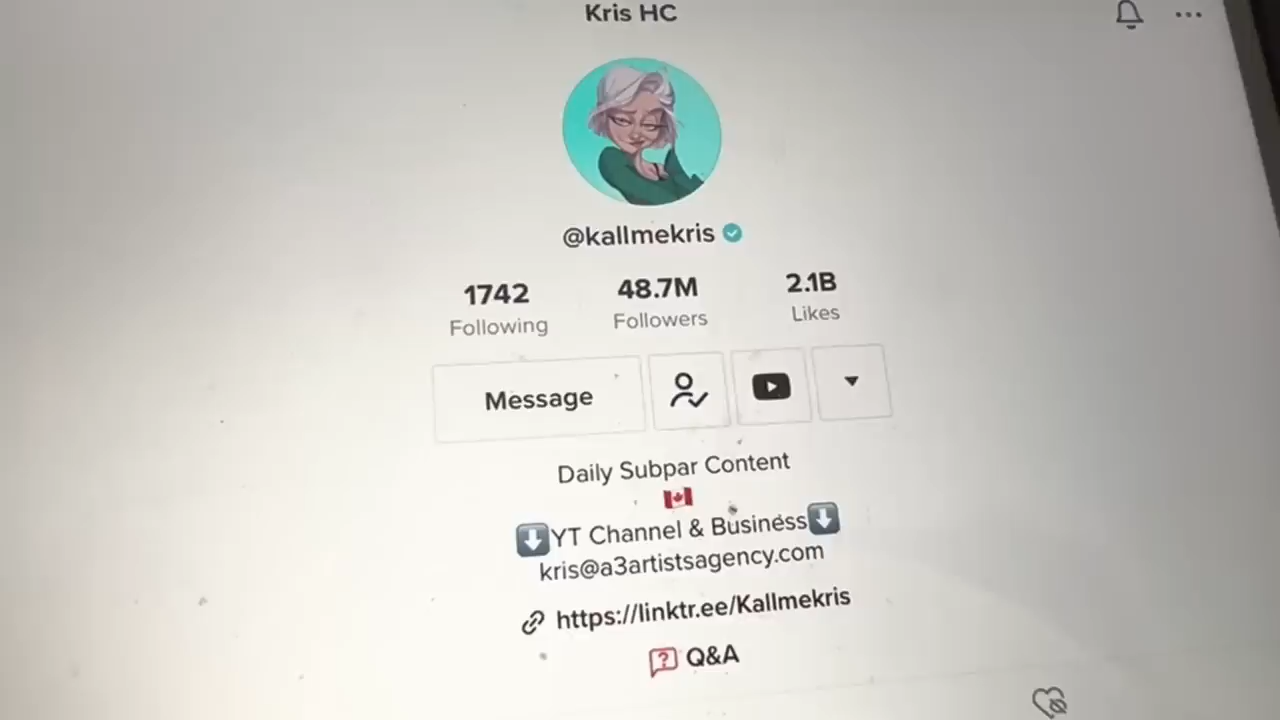 Kris HC
@kallmekris
1742 48.7M 2.1B
Following Followers Likes
Message
Daily Subpar Content
YT Channel & Business
kris@a3artistsagency.com
https://linktr.ee/Kallmekris
Q&A